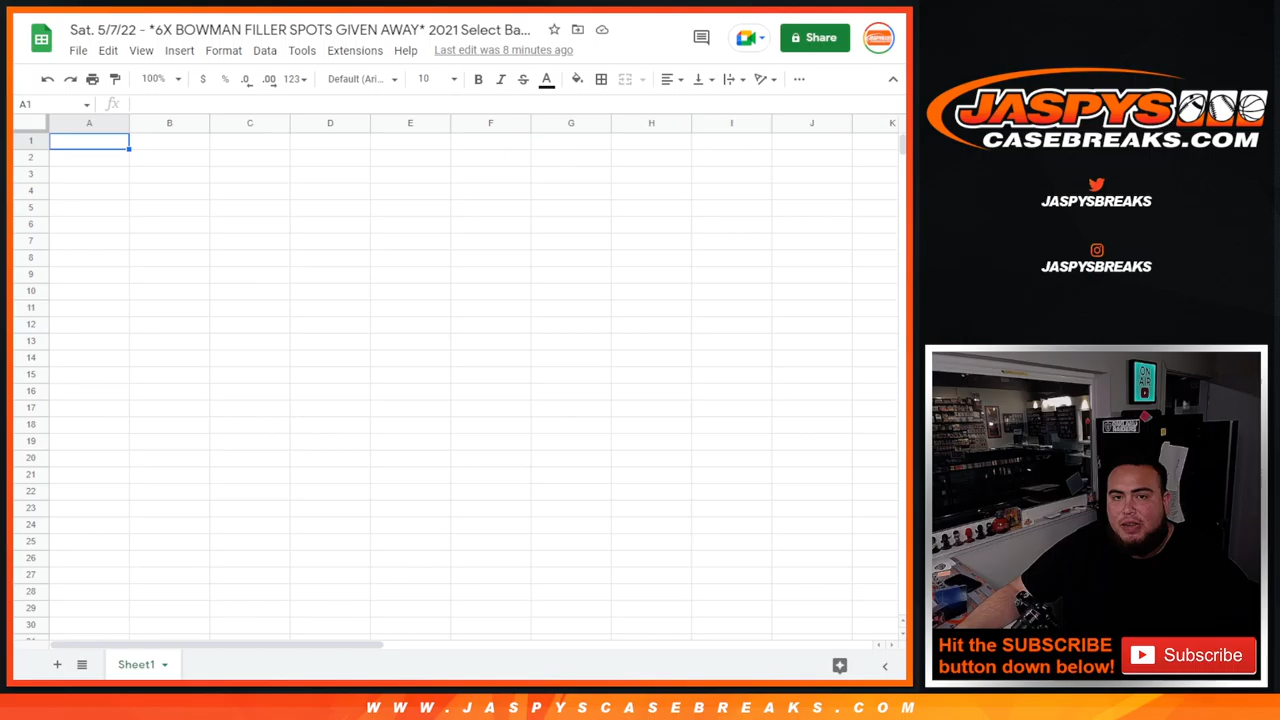 Sat. 5/7/22 - *6X BOWMAN FILLER SPOTS GIVEN AWAY* 2021 Select Ba...
File Edit View Insert Format Data Tools Extensions Help Last edit was 8 minutes ago
Share
100% $ % .0 .00 123 Default (Ari... 10 B I S A
A1 fx
A B C D E F G H I J K
1
2
3
4
5
6
7
8
9
10
11
12
13
14
15
16
17
18
19
20
21
22
23
24
25
26
27
28
29
30
Sheet1
JASPYS
CASEBREAKS.COM
JASPYSBREAKS
JASPYSBREAKS
ON
AIR
Hit the SUBSCRIBE
button down below!
Subscribe
WWW.JASPYSCASEBREAKS.COM